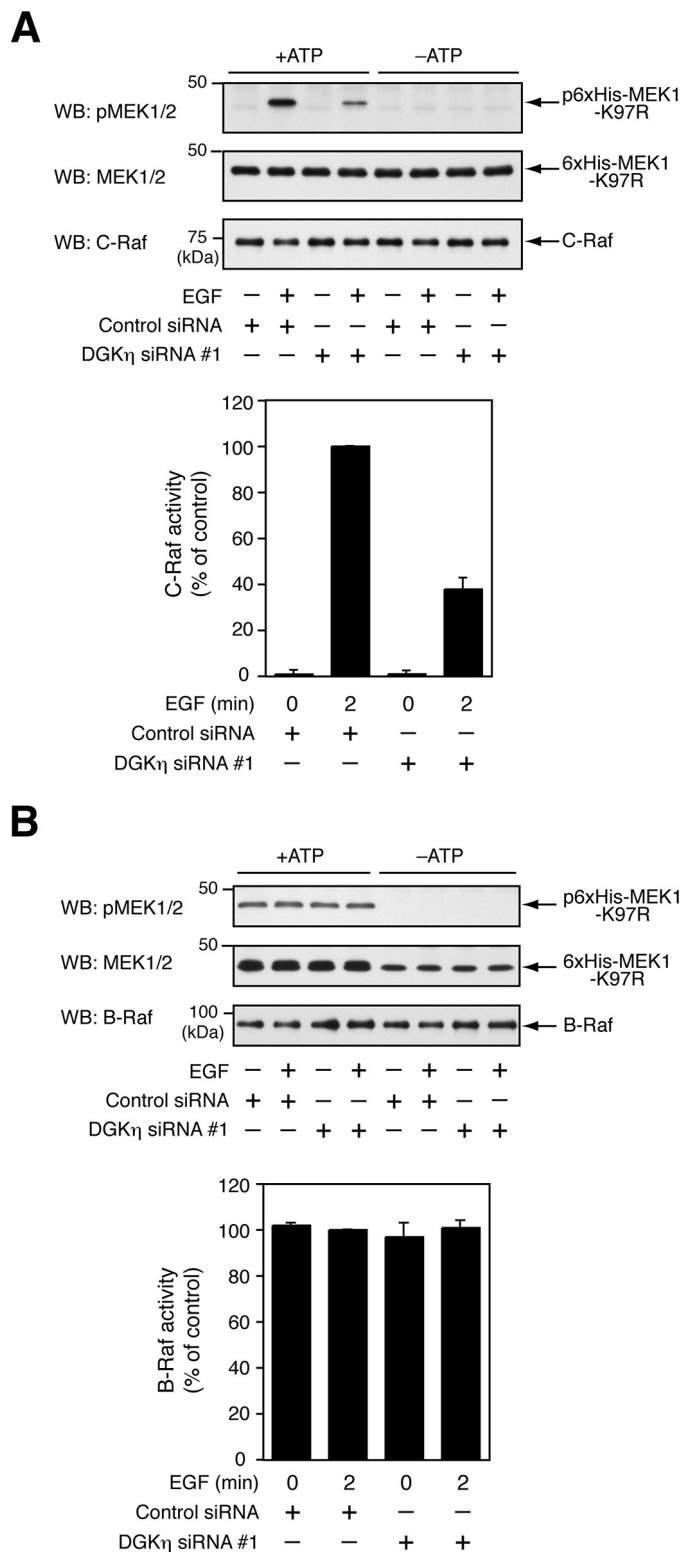 A
+ATP –ATP
50
WB: pMEK1/2
p6xHis-MEK1
-K97R
50
WB: MEK1/2
6xHis-MEK1
-K97R
WB: C-Raf
75
(kDa)
C-Raf
EGF – + – + – + – +
Control siRNA + + – – + + – –
DGKη siRNA #1 – – + + – – + +
120
100
80
60
40
20
0
C-Raf activity
(% of control)
EGF (min) 0 2 0 2
Control siRNA + + – –
DGKη siRNA #1 – – + +
B
+ATP –ATP
50
WB: pMEK1/2
p6xHis-MEK1
-K97R
50
WB: MEK1/2
6xHis-MEK1
-K97R
WB: B-Raf
100
(kDa)
B-Raf
EGF – + – + – + – +
Control siRNA + + – – + + – –
DGKη siRNA #1 – – + + – – + +
120
100
80
60
40
20
0
B-Raf activity
(% of control)
EGF (min) 0 2 0 2
Control siRNA + + – –
DGKη siRNA #1 – – + +